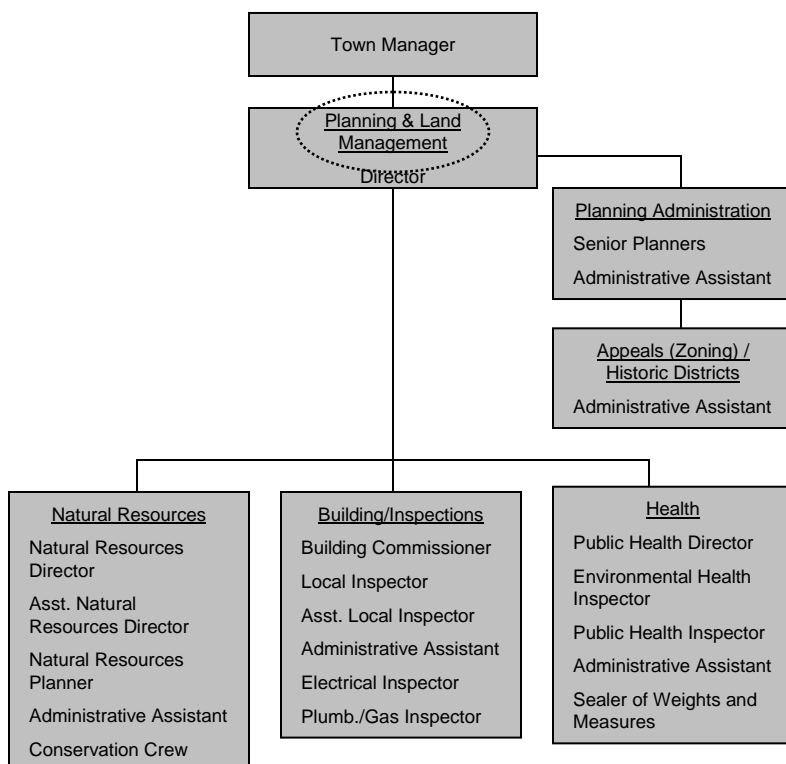 Town Manager
Planning & Land
Management
Director
Planning Administration
Senior Planners
Administrative Assistant
Appeals (Zoning) /
Historic Districts
Administrative Assistant
Natural Resources
Natural Resources
Director
Asst. Natural
Resources Director
Natural Resources
Planner
Administrative Assistant
Conservation Crew
Building/Inspections
Building Commissioner
Local Inspector
Asst. Local Inspector
Administrative Assistant
Electrical Inspector
Plumb./Gas Inspector
Health
Public Health Director
Environmental Health
Inspector
Public Health Inspector
Administrative Assistant
Sealer of Weights and
Measures